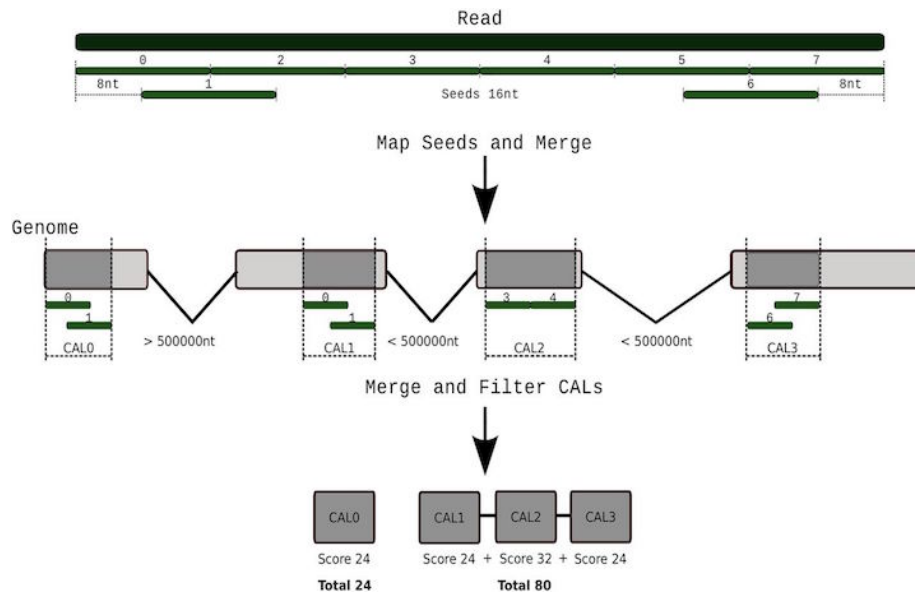 Read
0 2 3 4 5 7
8nt 1 Seeds 16nt 6 8nt
Map Seeds and Merge
Genome
0 0 3 4 7
1 1 6
CAL0 > 500000nt CAL1 < 500000nt CAL2 < 500000nt CAL3
Merge and Filter CALs
CAL0 CAL1 CAL2 CAL3
Score 24 Score 24 + Score 32 + Score 24
Total 24 Total 80